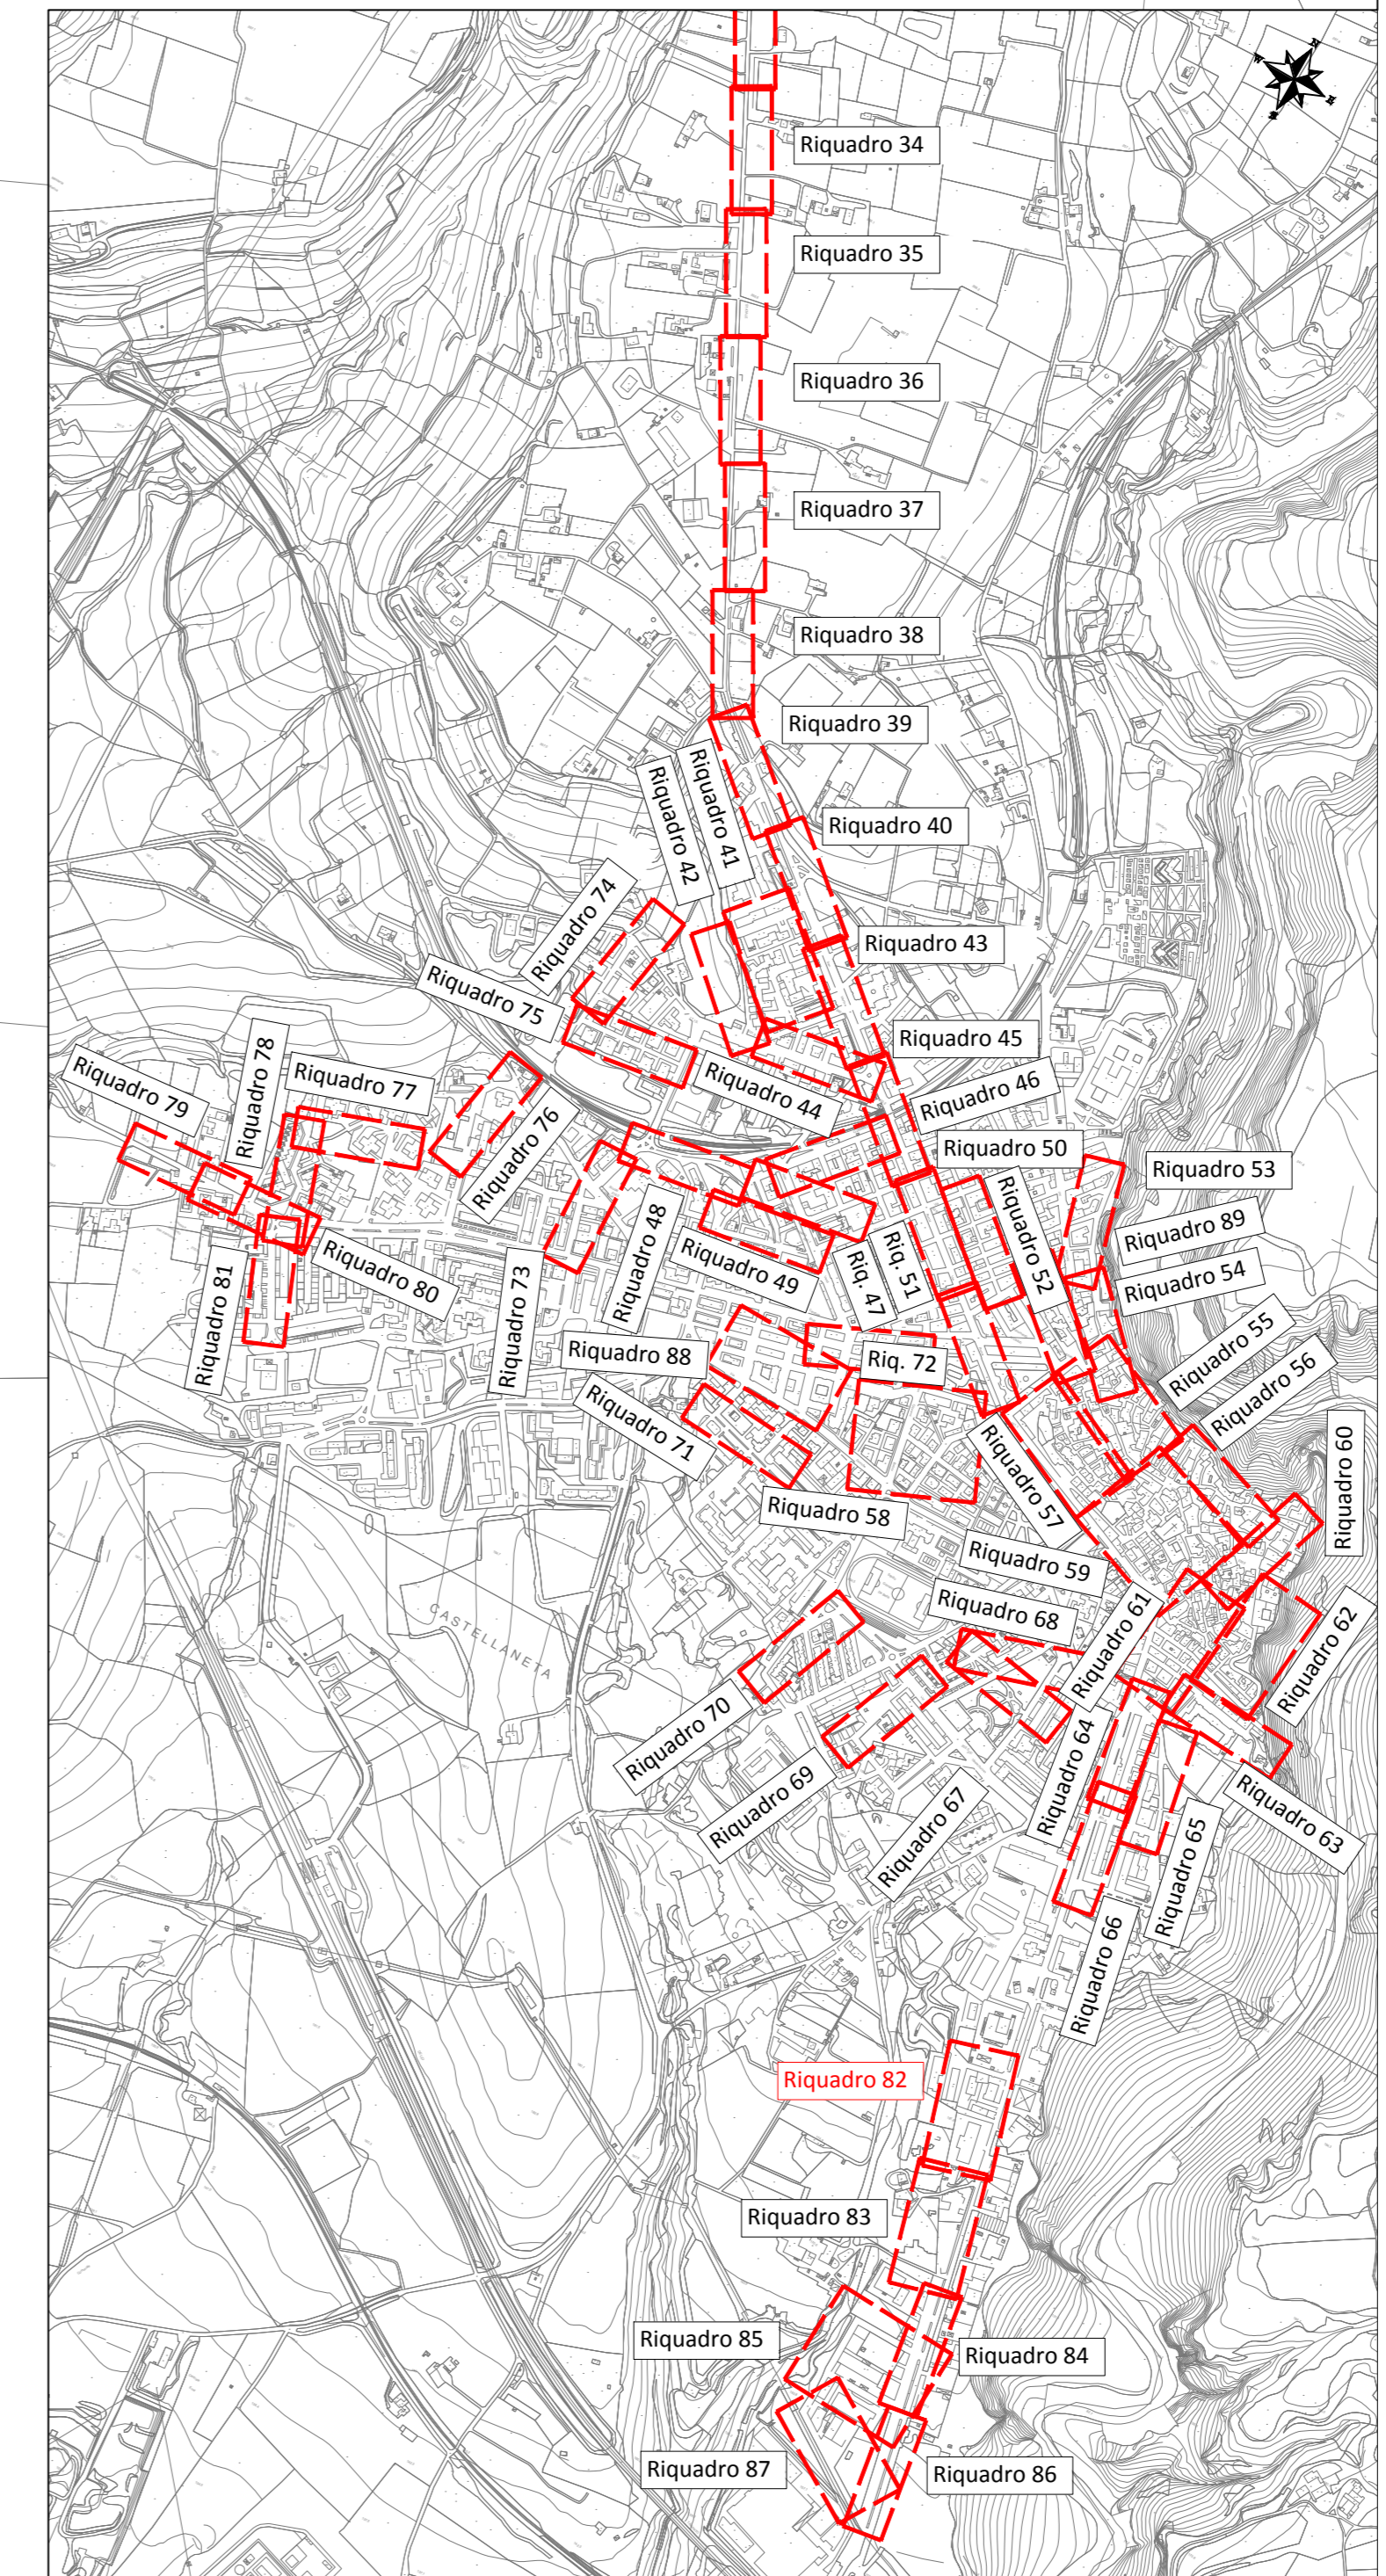 Riquadro 34
Riquadro 35
Riquadro 36
Riquadro 37
Riquadro 38
Riquadro 39
Riquadro 40
Riquadro 41
Riquadro 42
Riquadro 43
Riquadro 74
Riquadro 75
Riquadro 45
Riquadro 44
Riquadro 46
Riquadro 79
Riquadro 78
Riquadro 77
Riquadro 76
Riquadro 50
Riquadro 53
Riquadro 52
Riquadro 89
Riquadro 48
Riquadro 49
Riq. 47
Riq. 51
Riquadro 54
Riquadro 80
Riquadro 81
Riquadro 73
Riquadro 88
Riq. 72
Riquadro 55
Riquadro 56
Riquadro 71
Riquadro 57
Riquadro 60
Riquadro 58
Riquadro 59
Riquadro 68
Riquadro 61
Riquadro 62
CASTELLANETA
Riquadro 70
Riquadro 69
Riquadro 67
Riquadro 64
Riquadro 63
Riquadro 65
Riquadro 66
Riquadro 82
Riquadro 83
Riquadro 85
Riquadro 84
Riquadro 87
Riquadro 86